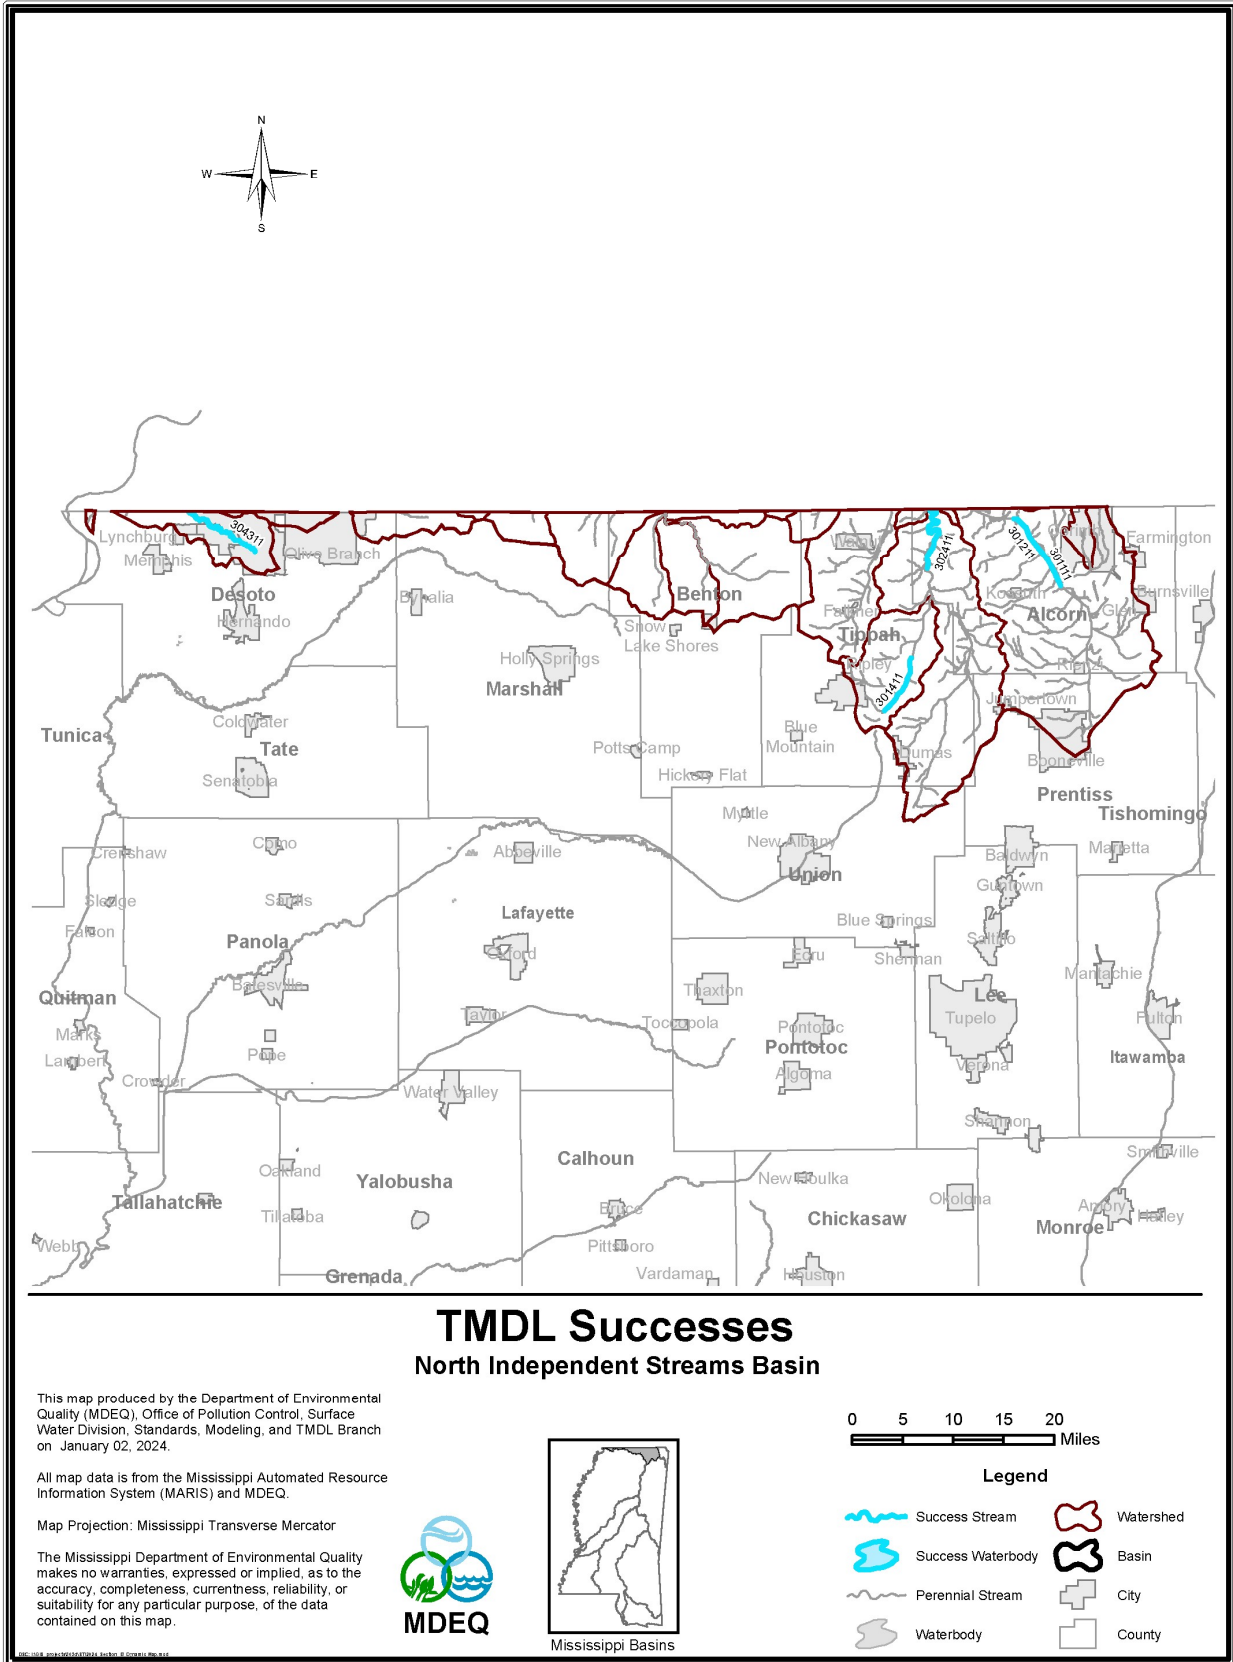 N
W
E
S
304311
302411
301211
301111
301411
Lynchburg
Memphis
Olive Branch
Desoto
Hernando
Byhalia
Benton
Snow
Lake Shores
Holly Springs
Marshall
Walnut
Falkner
Tippah
Ripley
Kossuth
Alcorn
Glen
Farmington
Burnsville
Rienzi
Jumpertown
Booneville
Dumas
Blue
Mountain
Potts Camp
Hickory Flat
Coldwater
Tate
Senatobia
Tunica
Prentiss
Tishomingo
Myrtle
New Albany
Union
Baldwyn
Marietta
Guntown
Crenshaw
Como
Abbeville
Sledge
Sardis
Falcon
Panola
Lafayette
Oxford
Blue Springs
Sherman
Saltillo
Ecru
Batesville
Thaxton
Mantachie
Quitman
Lee
Tupelo
Fulton
Marks
Taylor
Toccopola
Pontotoc
Pontotoc
Lambert
Pope
Algoma
Verona
Itawamba
Crowder
Water Valley
Shannon
Smithville
Oakland
Calhoun
Yalobusha
New Houlka
Okolona
Tallahatchie
Tillatoba
Bruce
Chickasaw
Amory
Hatley
Monroe
Webb
Pittsboro
Grenada
Vardaman
Houston
TMDL Successes
North Independent Streams Basin
This map produced by the Department of Environmental
Quality (MDEQ), Office of Pollution Control, Surface
Water Division, Standards, Modeling, and TMDL Branch
on January 02, 2024.
All map data is from the Mississippi Automated Resource
Information System (MARIS) and MDEQ.
Map Projection: Mississippi Transverse Mercator
The Mississippi Department of Environmental Quality
makes no warranties, expressed or implied, as to the
accuracy, completeness, currentness, reliability, or
suitability for any particular purpose, of the data
contained on this map.
MDEQ
Mississippi Basins
0 5 10 15 20
Miles
Legend
Success Stream
Watershed
Success Waterbody
Basin
Perennial Stream
City
Waterbody
County